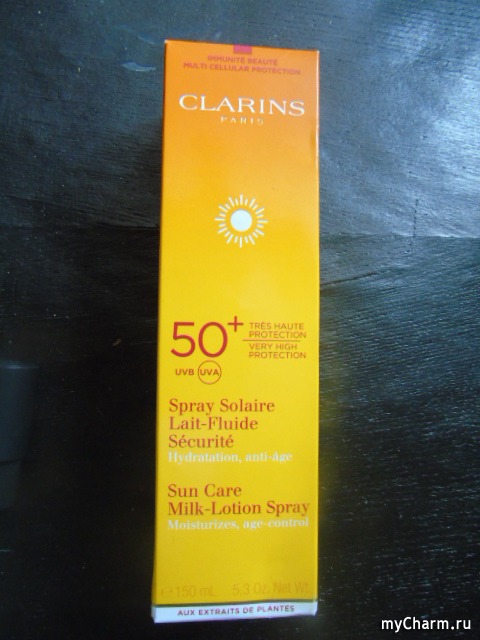 IMMUNITÉ BEAUTÉ
MULTI CELLULAR PROTECTION
CLARINS
PARIS
50+
TRÈS HAUTE
PROTECTION
VERY HIGH
PROTECTION
UVB UVA
Spray Solaire
Lait-Fluide
Sécurité
Hydratation, anti-âge
Sun Care
Milk-Lotion Spray
Moisturizes, age-control
℮ 150 mL 5.3 Oz. Net Wt.
AUX EXTRAITS DE PLANTES
myCharm.ru